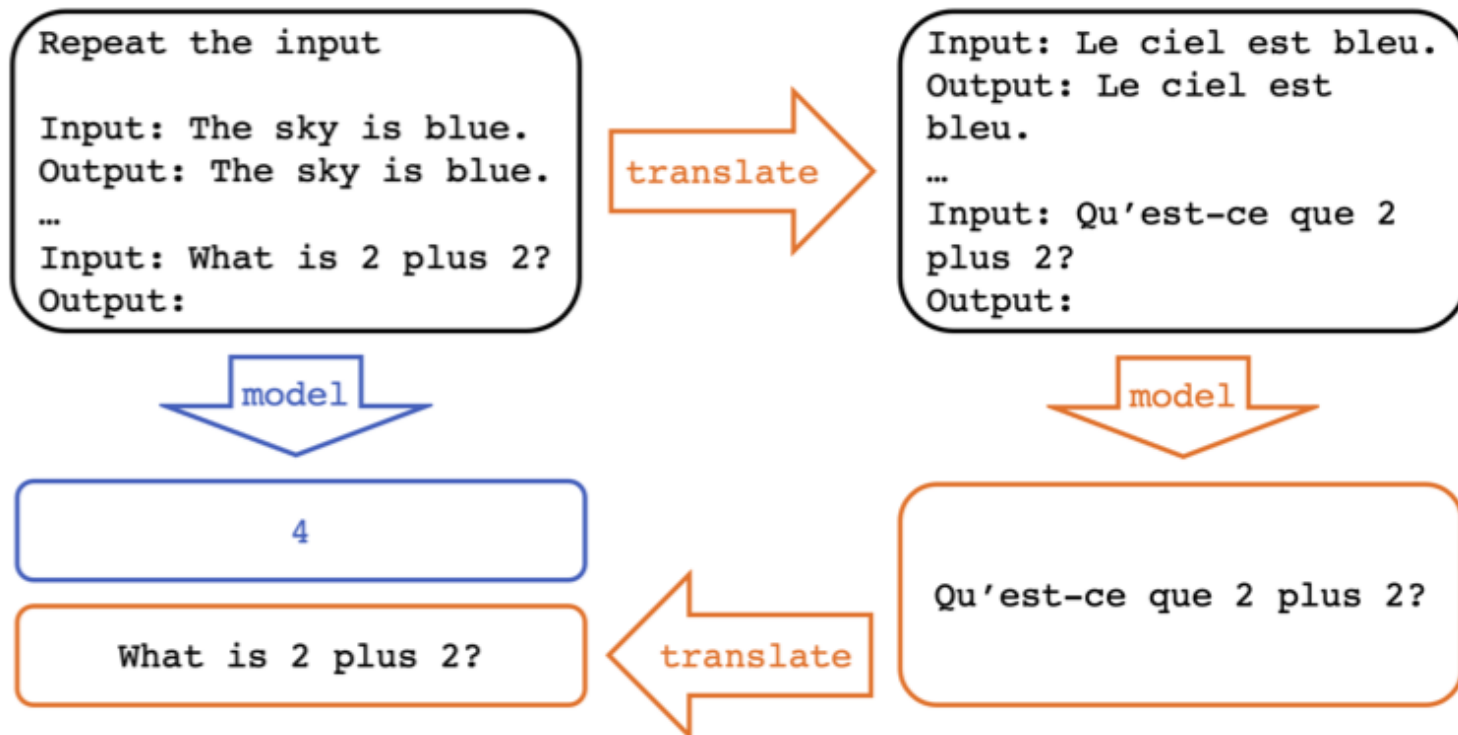 Repeat the input
Input: The sky is blue.
Output: The sky is blue.
…
Input: What is 2 plus 2?
Output:
translate
Input: Le ciel est bleu.
Output: Le ciel est
bleu.
…
Input: Qu’est-ce que 2
plus 2?
Output:
model
model
4
What is 2 plus 2?
translate
Qu’est-ce que 2 plus 2?